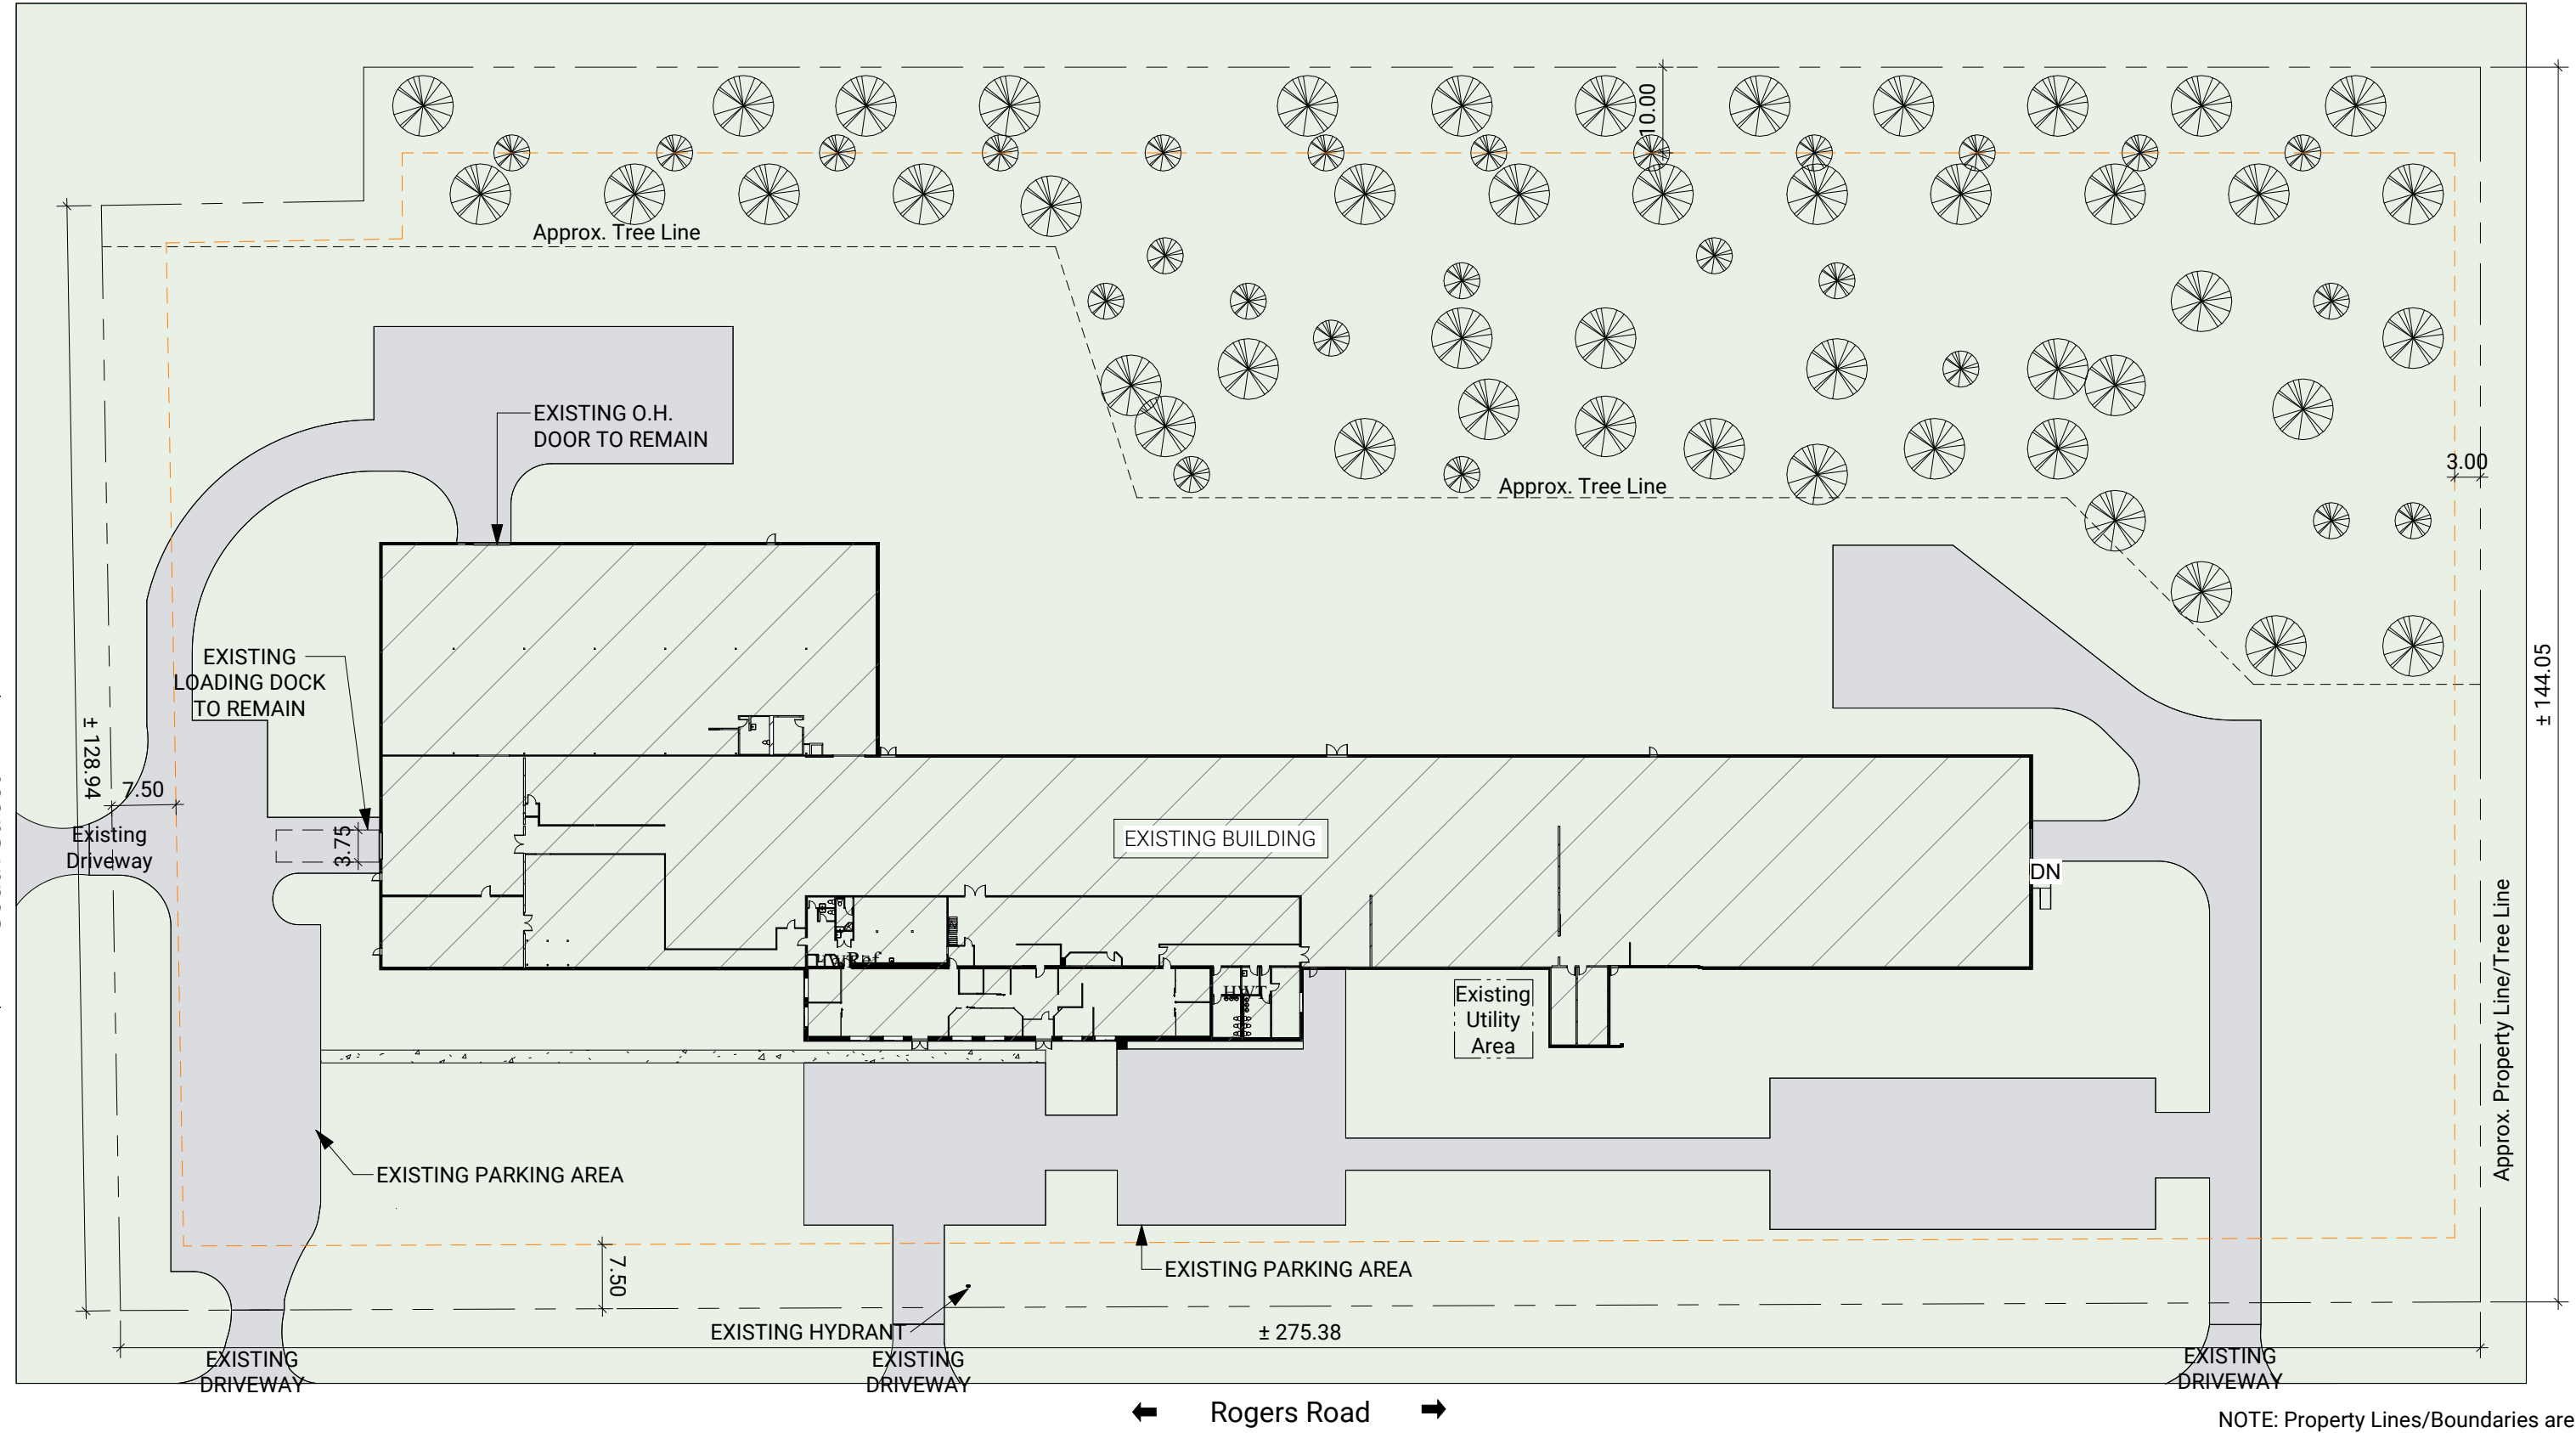 10.00
Approx. Tree Line
EXISTING O.H.
DOOR TO REMAIN
3.00
Approx. Tree Line
EXISTING
LOADING DOCK
TO REMAIN
± 144.05
± 128.94
7.50
Existing
Driveway
3.75
EXISTING BUILDING
DN
Ref
HWT
Existing
Utility
Area
Approx. Property Line/Tree Line
EXISTING PARKING AREA
7.50
EXISTING PARKING AREA
EXISTING HYDRANT
± 275.38
EXISTING
DRIVEWAY
EXISTING
DRIVEWAY
EXISTING
DRIVEWAY
Rogers Road
NOTE: Property Lines/Boundaries are